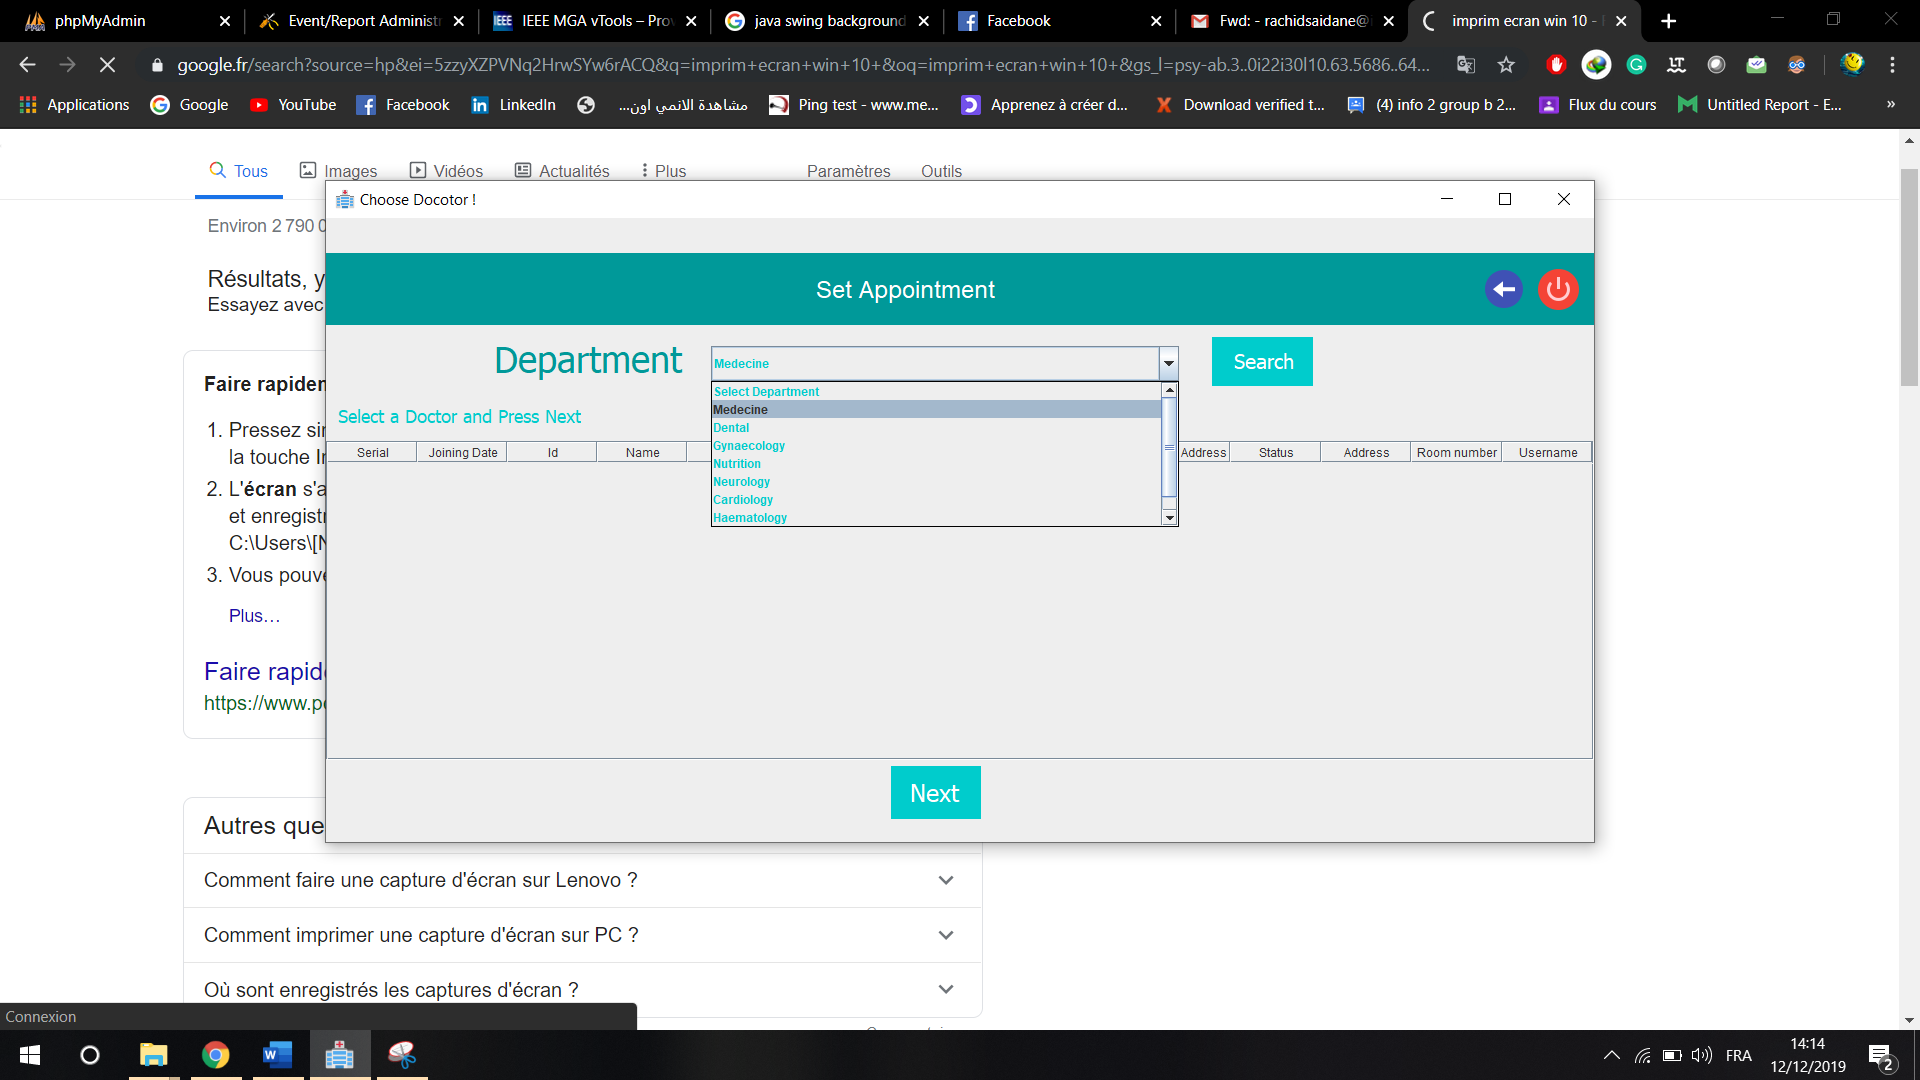 phpMyAdmin
Event/Report Administr
IEEE MGA vTools – Prov
java swing background
Facebook
Fwd: - rachidsaidane@
imprim ecran win 10 -
google.fr/search?source=hp&ei=5zzyXZPVNq2HrwSYw6rACQ&q=imprim+ecran+win+10+&oq=imprim+ecran+win+10+&gs_l=psy-ab.3..0i22i30l10.63.5686..64...
Applications
Google
YouTube
Facebook
LinkedIn
مشاهدة الانمي اون...
Ping test - www.me...
Apprenez à créer d...
Download verified t...
(4) info 2 group b 2...
Flux du cours
Untitled Report - E...
»
Tous
Images
Vidéos
Actualités
Plus
Paramètres
Outils
Environ 2 790 0
Résultats, y
Essayez avec
Faire rapiden
1. Pressez sin
la touche Ir
2. L'écran s'a
et enregistr
C:\Users\[N
3. Vous pouve
Plus…
Faire rapide
https://www.pc
Choose Docotor !
Set Appointment
Department
Medecine
Search
Select Department
Medecine
Dental
Gynaecology
Nutrition
Neurology
Cardiology
Haematology
Select a Doctor and Press Next
Serial
Joining Date
Id
Name
Address
Status
Address
Room number
Username
Next
Autres que
Comment faire une capture d'écran sur Lenovo ?
Comment imprimer une capture d'écran sur PC ?
Où sont enregistrés les captures d'écran ?
Connexion
FRA
14:14
12/12/2019
2